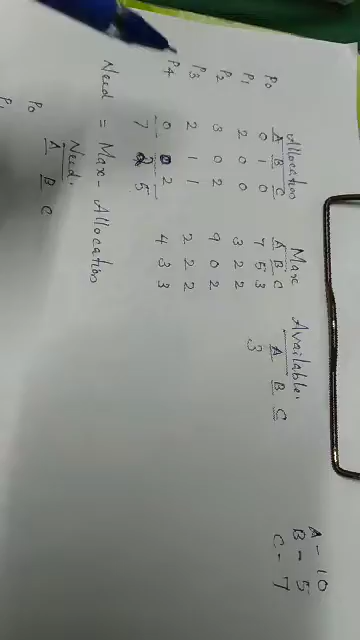 A - 10
B - 5
C - 7
Allocation Max Available.
A B C A B C A B C
P0 0 1 0 7 5 3 3
P1 2 0 0 3 2 2
P2 3 0 2 9 0 2
P3 2 1 1 2 2 2
P4 0 0 2 4 3 3
7 2 5
Need = Max - Allocation
Need.
A B C
P0
P1